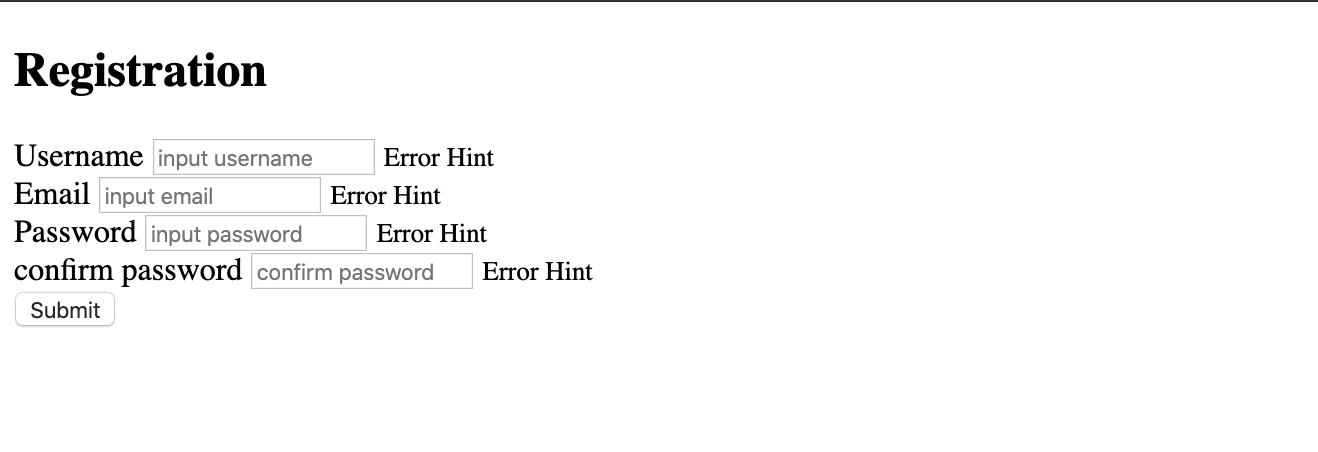 Registration
Username input username Error Hint
Email input email Error Hint
Password input password Error Hint
confirm password confirm password Error Hint
Submit